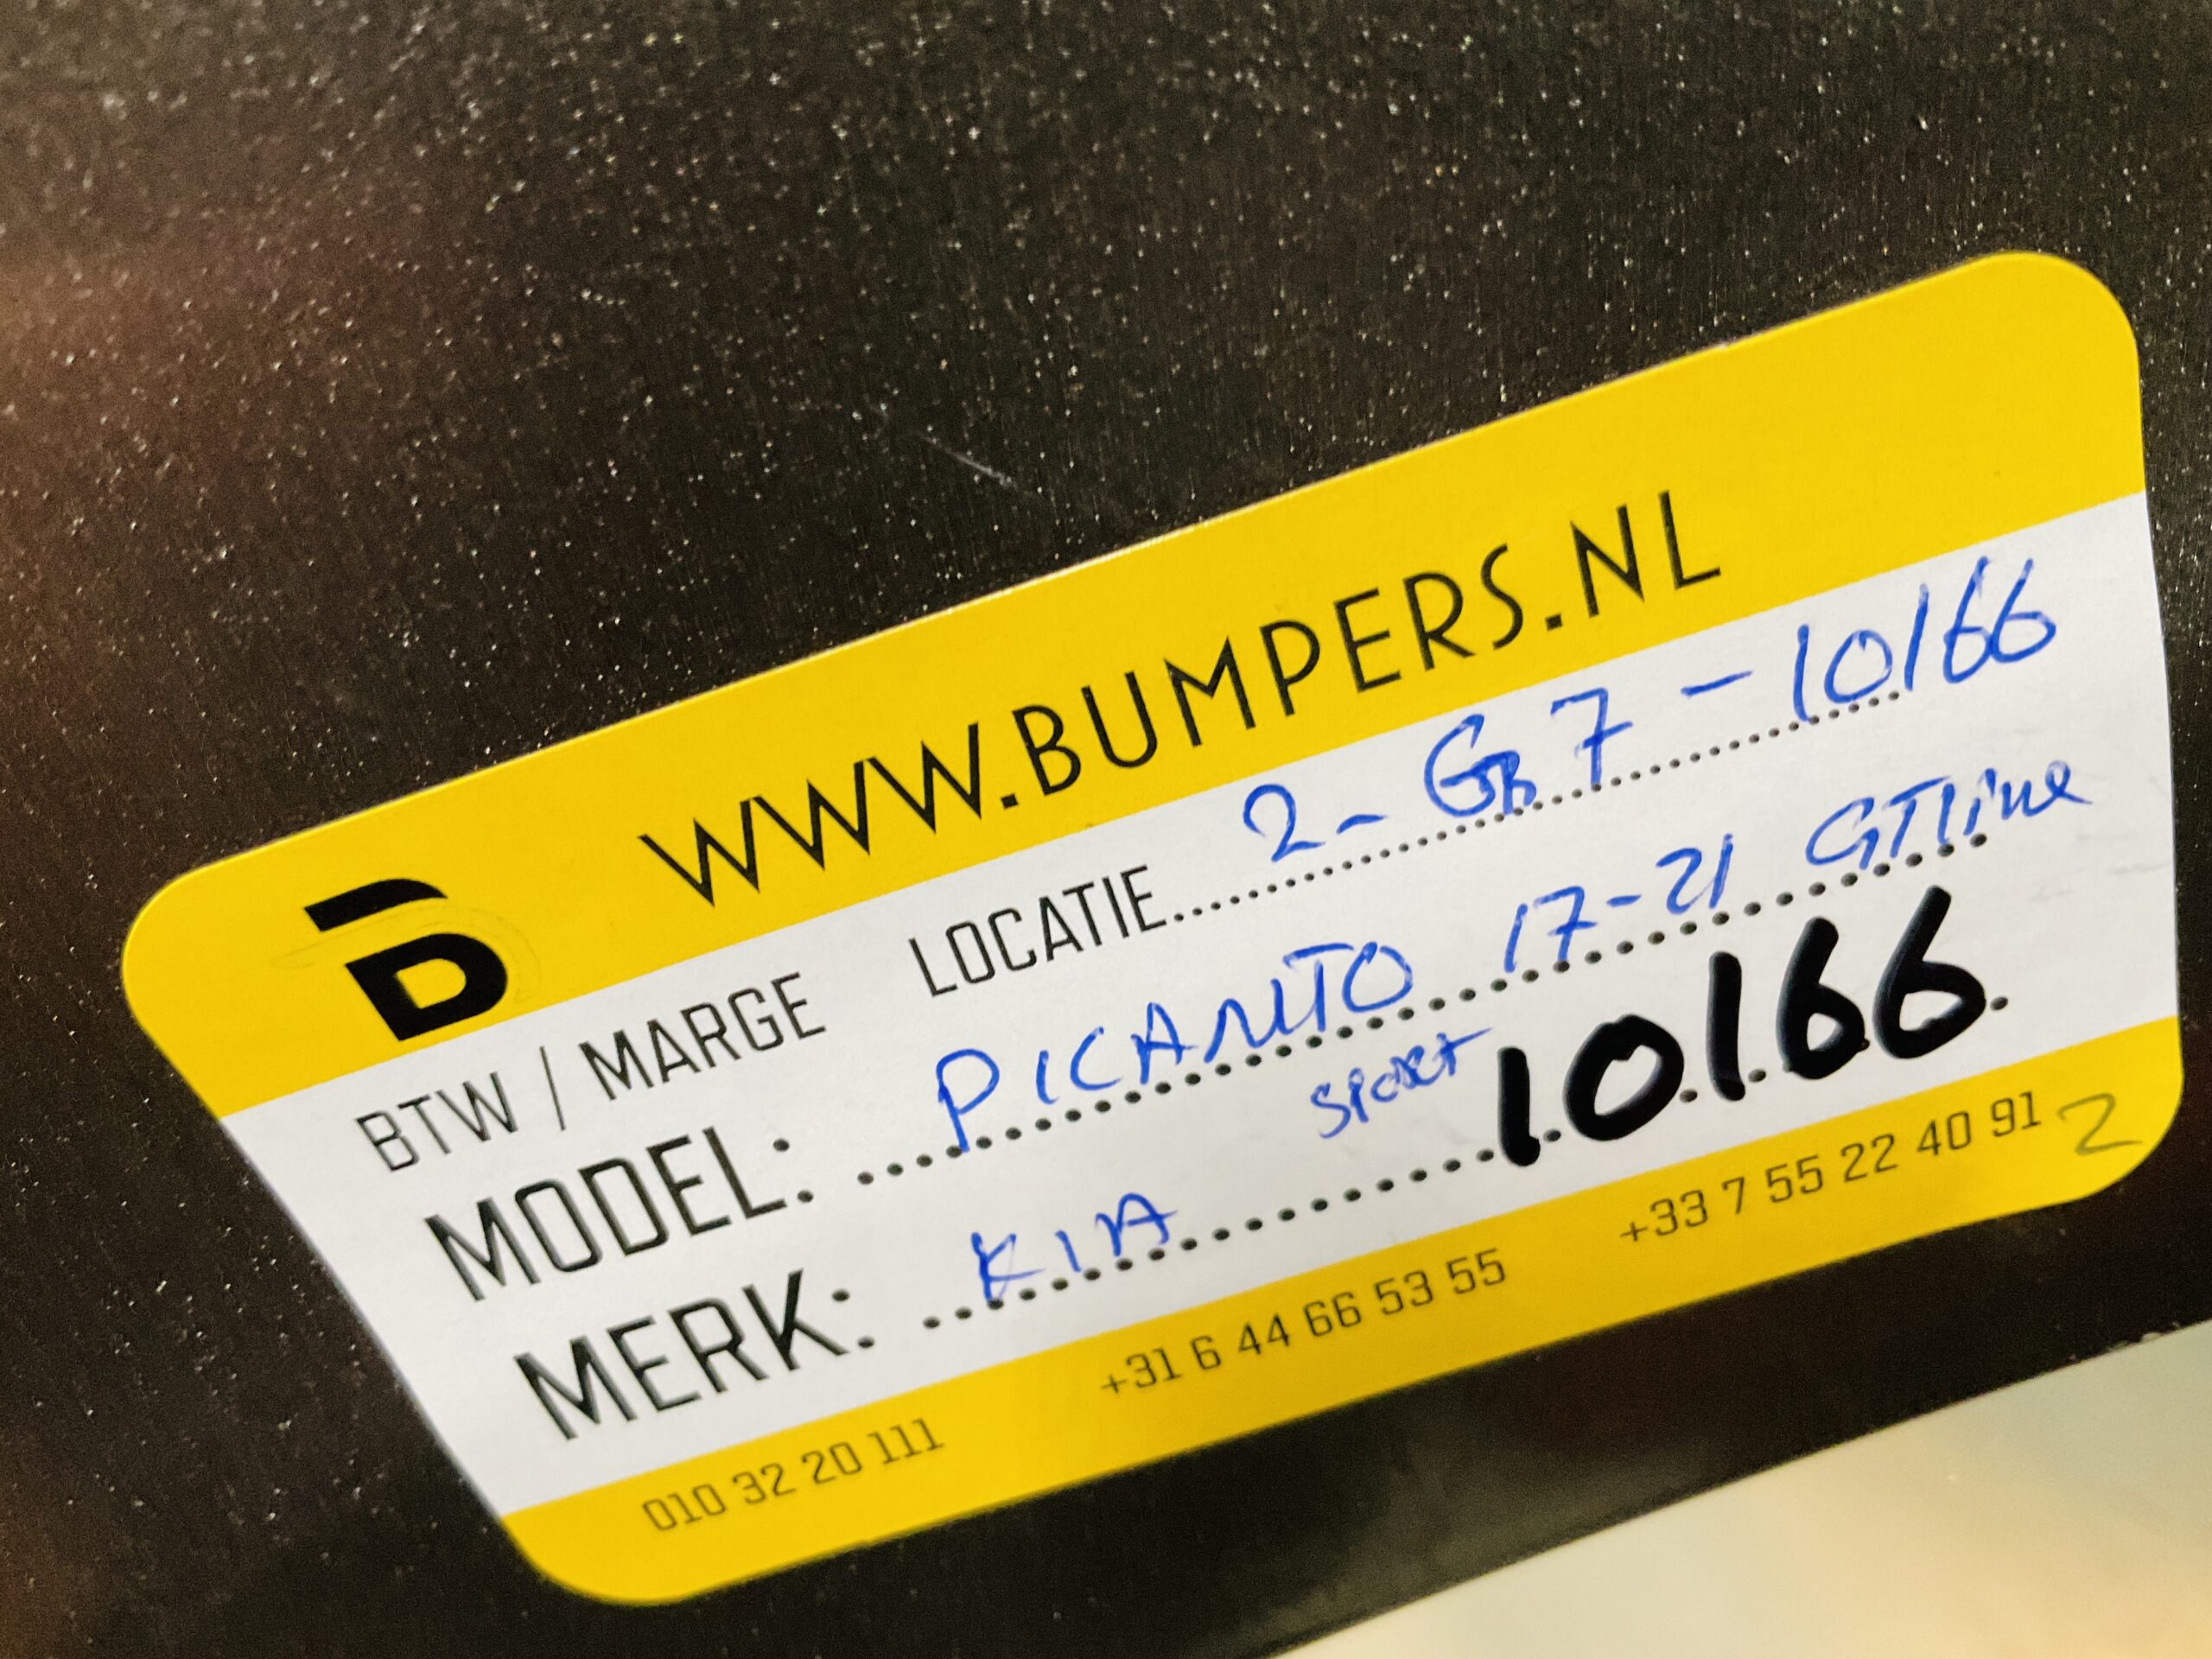 WWW.BUMPERS.NL
BTW / MARGE LOCATIE 2 - GR 7 - 10166
MODEL: PICANTO 17-21 GTline
sport
MERK: KIA 10166
010 32 20 111 +31 6 44 66 53 55 +33 7 55 22 40 91 2